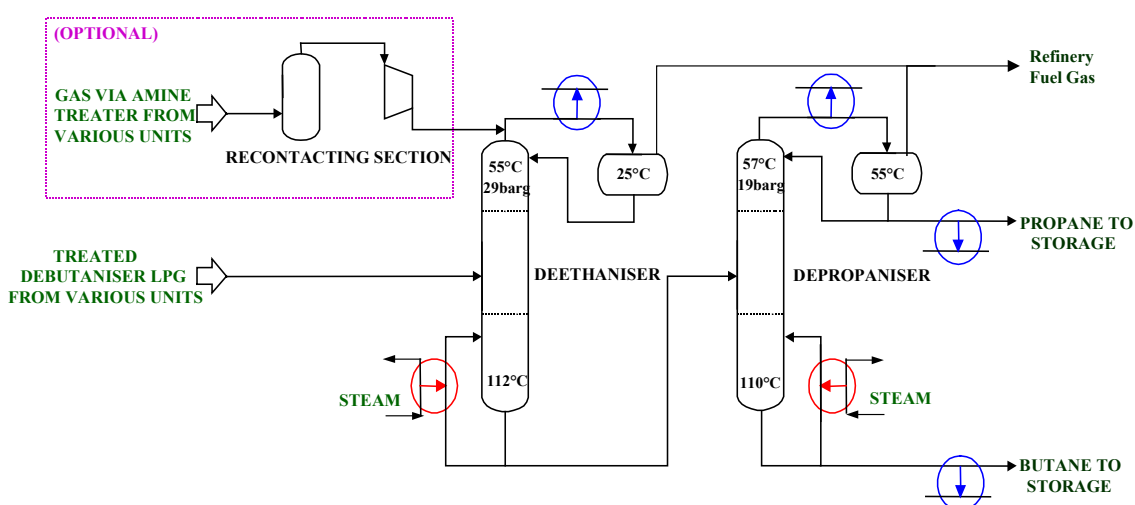 (OPTIONAL)
GAS VIA AMINE
TREATER FROM
VARIOUS UNITS
RECONTACTING SECTION
Refinery
Fuel Gas
55°C
29barg
25°C
57°C
19barg
55°C
PROPANE TO
STORAGE
TREATED
DEBUTANISER LPG
FROM VARIOUS UNITS
DEETHANISER
DEPROPANISER
112°C
STEAM
110°C
STEAM
BUTANE TO
STORAGE